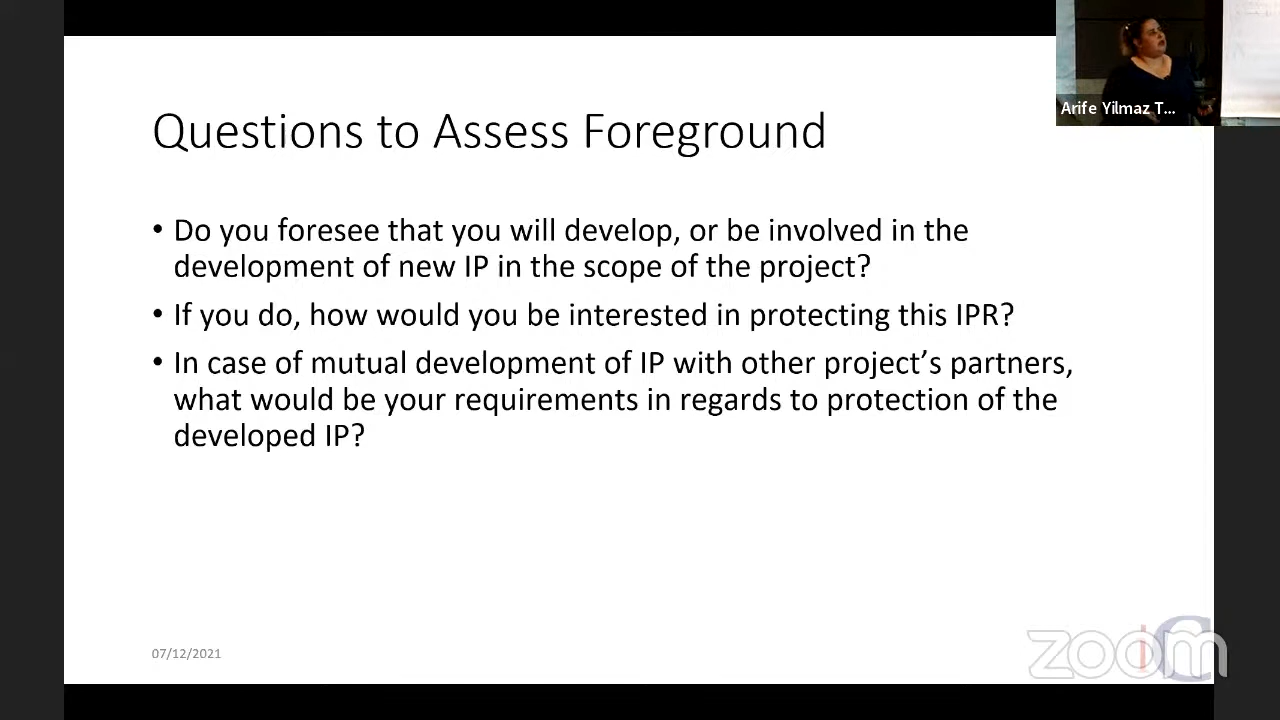 Arife Yilmaz T...
Questions to Assess Foreground
• Do you foresee that you will develop, or be involved in the
development of new IP in the scope of the project?
• If you do, how would you be interested in protecting this IPR?
• In case of mutual development of IP with other project's partners,
what would be your requirements in regards to protection of the
developed IP?
07/12/2021
zoom